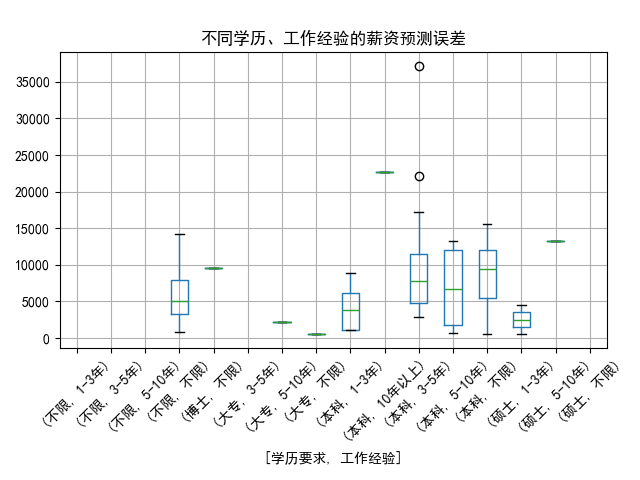 不同学历、工作经验的薪资预测误差
35000
30000
25000
20000
15000
10000
5000
0
(不限, 1-3年)
(不限, 3-5年)
(不限, 5-10年)
(不限, 不限)
(博士, 不限)
(大专, 3-5年)
(大专, 5-10年)
(大专, 不限)
(本科, 1-3年)
(本科, 10年以上)
(本科, 3-5年)
(本科, 5-10年)
(本科, 不限)
(硕士, 1-3年)
(硕士, 5-10年)
(硕士, 不限)
[学历要求, 工作经验]